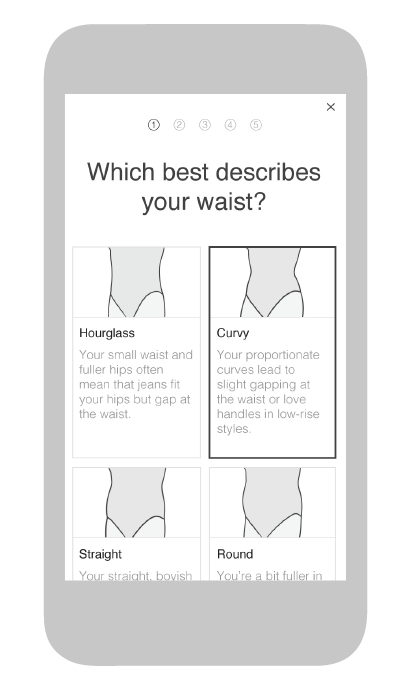 ×
① ② ③ ④ ⑤
Which best describes
your waist?
Hourglass
Your small waist and
fuller hips often
mean that jeans fit
your hips but gap at
the waist.
Curvy
Your proportionate
curves lead to
slight gapping at
the waist or love
handles in low-rise
styles.
Straight
Your straight, boyish
Round
You're a bit fuller in